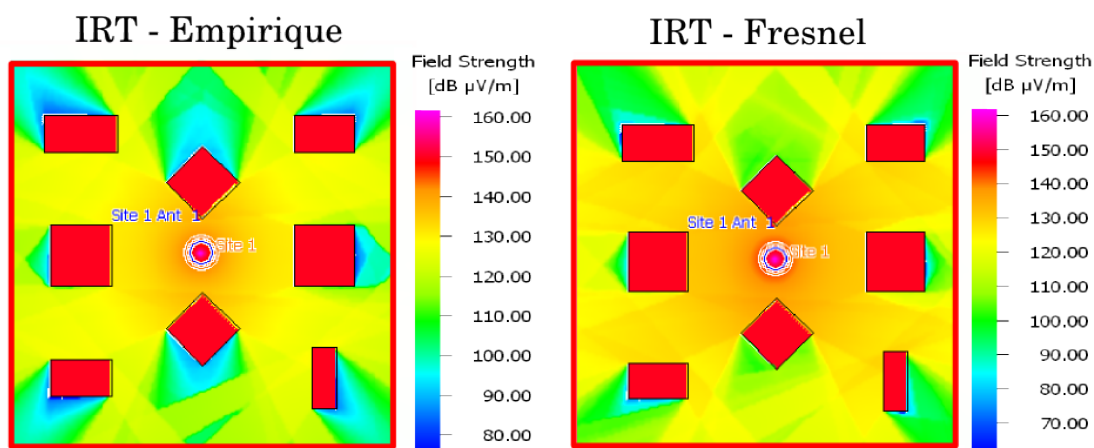 IRT - Empirique
Field Strength
[dB µV/m]
160.00
150.00
140.00
130.00
120.00
110.00
100.00
90.00
80.00
Site 1 Ant 1
Site 1
IRT - Fresnel
Field Strength
[dB µV/m]
160.00
150.00
140.00
130.00
120.00
110.00
100.00
90.00
80.00
70.00
Site 1 Ant 1
Site 1